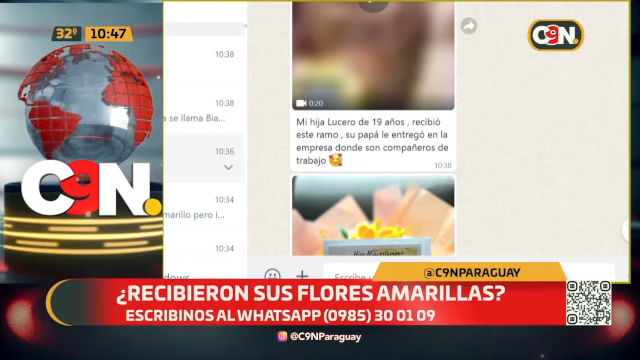 32º 10:47
C9N
C9N.
10:38
10:38
a se llama Bia...
10:36
10:34
marillo pero i...
10:34
dows
0:20
Mi hija Lucero de 19 años , recibió
este ramo , su papá le entregó en la
empresa donde son compañeros de
trabajo
10:38
Escribe u
@C9NPARAGUAY
¿RECIBIERON SUS FLORES AMARILLAS?
ESCRIBINOS AL WHATSAPP (0985) 30 01 09
@C9NParaguay